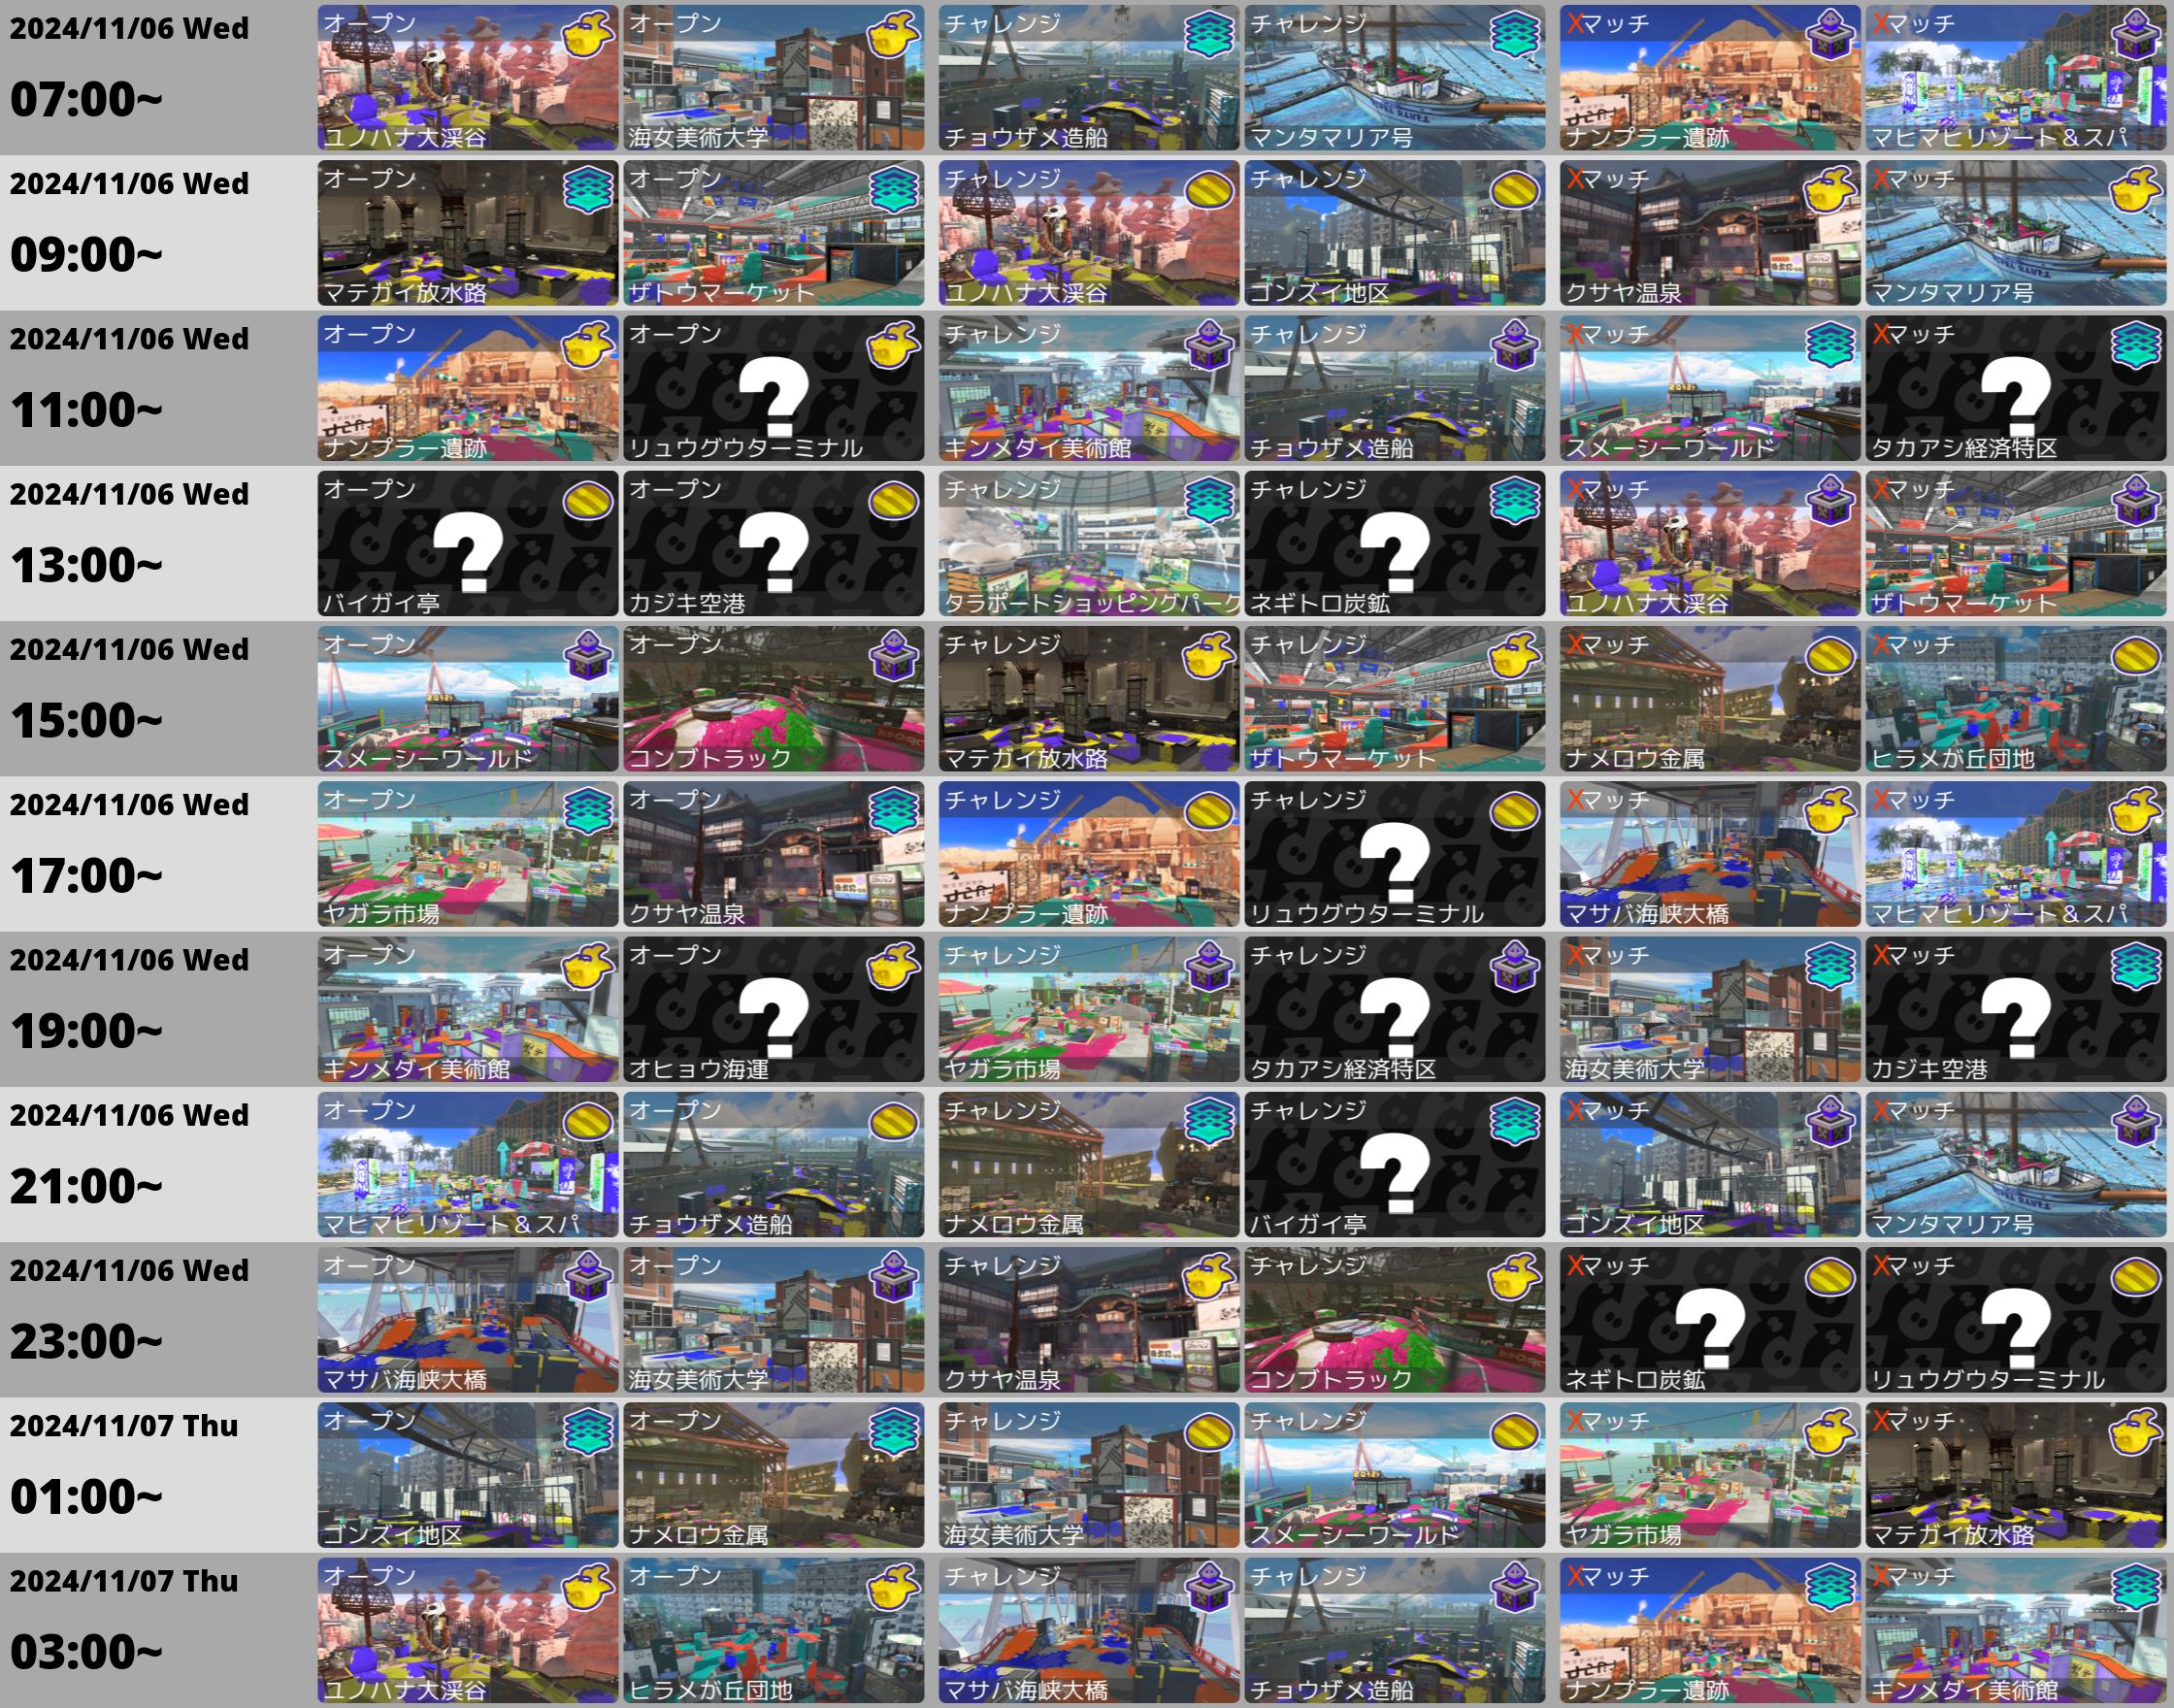 2024/11/06 Wed
07:00~
オープン
ユノハナ大渓谷
オープン
海女美術大学
チャレンジ
チョウザメ造船
チャレンジ
マンタマリア号
Xマッチ
ナンプラー遺跡
Xマッチ
マヒマヒリゾート&スパ
2024/11/06 Wed
09:00~
オープン
マテガイ放水路
オープン
ザトウマーケット
チャレンジ
ユノハナ大渓谷
チャレンジ
ゴンズイ地区
Xマッチ
クサヤ温泉
Xマッチ
マンタマリア号
2024/11/06 Wed
11:00~
オープン
ナンプラー遺跡
オープン
リュウグウターミナル
チャレンジ
キンメダイ美術館
チャレンジ
チョウザメ造船
Xマッチ
スメーシーワールド
Xマッチ
タカアシ経済特区
2024/11/06 Wed
13:00~
オープン
バイガイ亭
オープン
カジキ空港
チャレンジ
タラポートショッピングパーク
チャレンジ
ネギトロ炭鉱
Xマッチ
ユノハナ大渓谷
Xマッチ
ザトウマーケット
2024/11/06 Wed
15:00~
オープン
スメーシーワールド
オープン
コンブトラック
チャレンジ
マテガイ放水路
チャレンジ
ザトウマーケット
Xマッチ
ナメロウ金属
Xマッチ
ヒラメが丘団地
2024/11/06 Wed
17:00~
オープン
ヤガラ市場
オープン
クサヤ温泉
チャレンジ
ナンプラー遺跡
チャレンジ
リュウグウターミナル
Xマッチ
マサバ海峡大橋
Xマッチ
マヒマヒリゾート&スパ
2024/11/06 Wed
19:00~
オープン
キンメダイ美術館
オープン
オヒョウ海運
チャレンジ
ヤガラ市場
チャレンジ
タカアシ経済特区
Xマッチ
海女美術大学
Xマッチ
カジキ空港
2024/11/06 Wed
21:00~
オープン
マヒマヒリゾート&スパ
オープン
チョウザメ造船
チャレンジ
ナメロウ金属
チャレンジ
バイガイ亭
Xマッチ
ゴンズイ地区
Xマッチ
マンタマリア号
2024/11/06 Wed
23:00~
オープン
マサバ海峡大橋
オープン
海女美術大学
チャレンジ
クサヤ温泉
チャレンジ
コンブトラック
Xマッチ
ネギトロ炭鉱
Xマッチ
リュウグウターミナル
2024/11/07 Thu
01:00~
オープン
ゴンズイ地区
オープン
ナメロウ金属
チャレンジ
海女美術大学
チャレンジ
スメーシーワールド
Xマッチ
ヤガラ市場
Xマッチ
マテガイ放水路
2024/11/07 Thu
03:00~
オープン
ユノハナ大渓谷
オープン
ヒラメが丘団地
チャレンジ
マサバ海峡大橋
チャレンジ
チョウザメ造船
Xマッチ
ナンプラー遺跡
Xマッチ
キンメダイ美術館